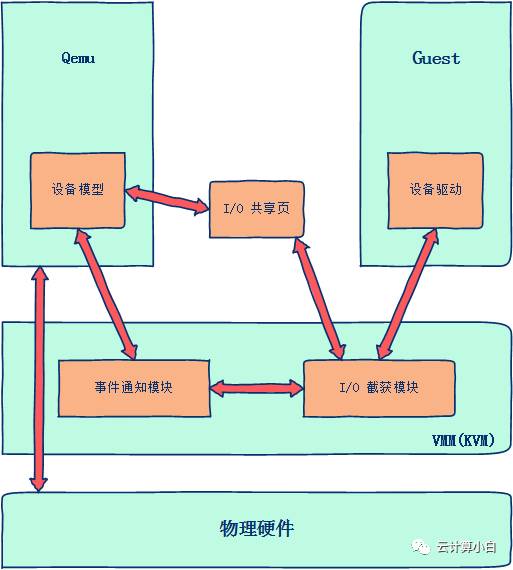 Qemu
Guest
设备模型
I/O 共享页
设备驱动
事件通知模块
I/O 截获模块
VMM(KVM)
物理硬件
云计算小白